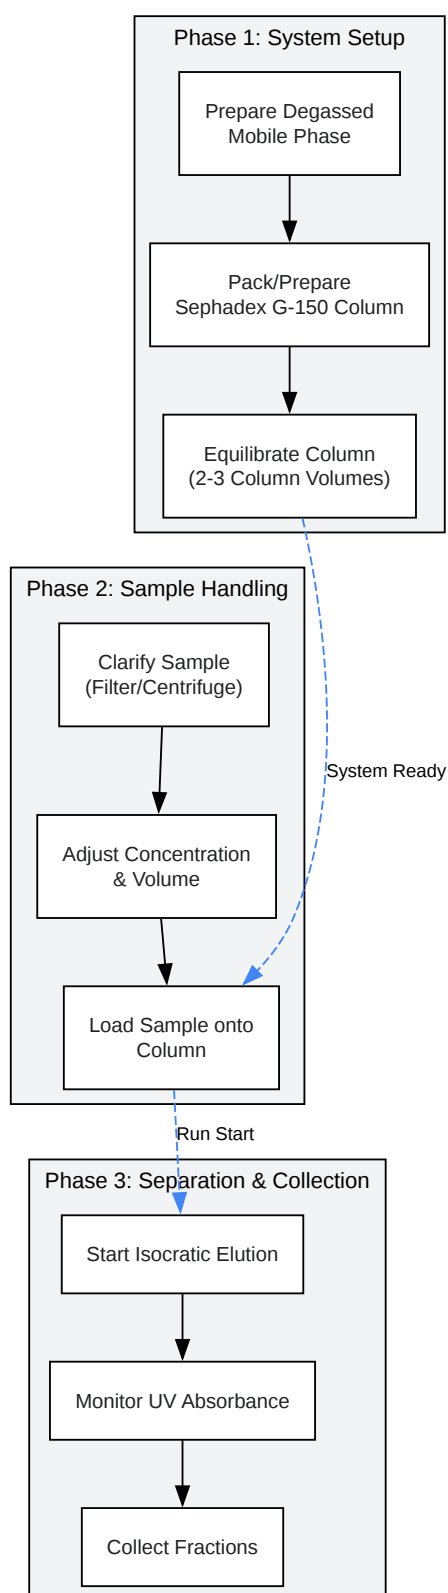 Phase 1: System Setup
Prepare Degassed
Mobile Phase
Pack/Prepare
Sephadex G-150 Column
Equilibrate Column
(2-3 Column Volumes)
Phase 2: Sample Handling
Clarify Sample
(Filter/Centrifuge)
System Ready
Adjust Concentration
& Volume
Load Sample onto
Column
Run Start
Phase 3: Separation & Collection
Start Isocratic Elution
Monitor UV Absorbance
Collect Fractions